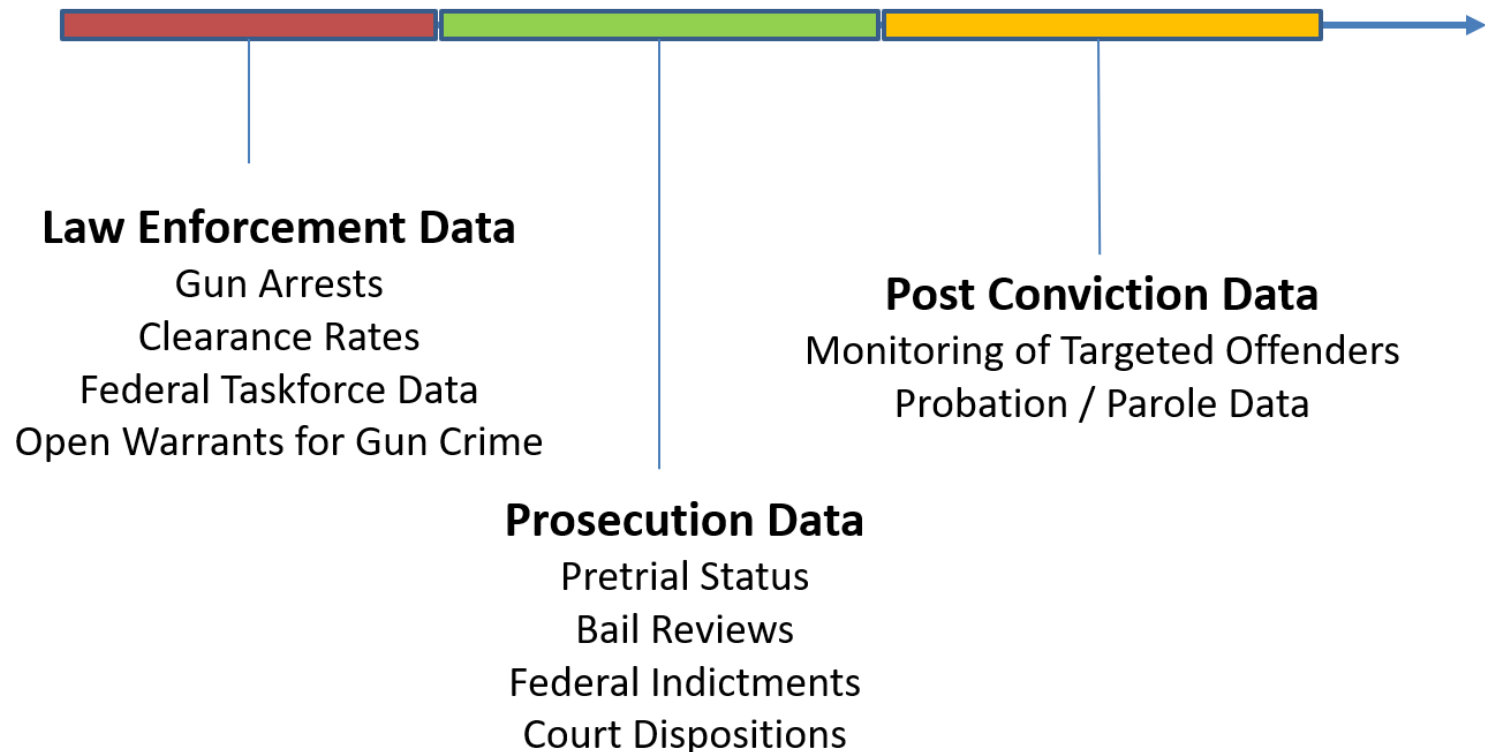 Law Enforcement Data
Gun Arrests
Clearance Rates
Federal Taskforce Data
Open Warrants for Gun Crime
Prosecution Data
Pretrial Status
Bail Reviews
Federal Indictments
Court Dispositions
Post Conviction Data
Monitoring of Targeted Offenders
Probation / Parole Data